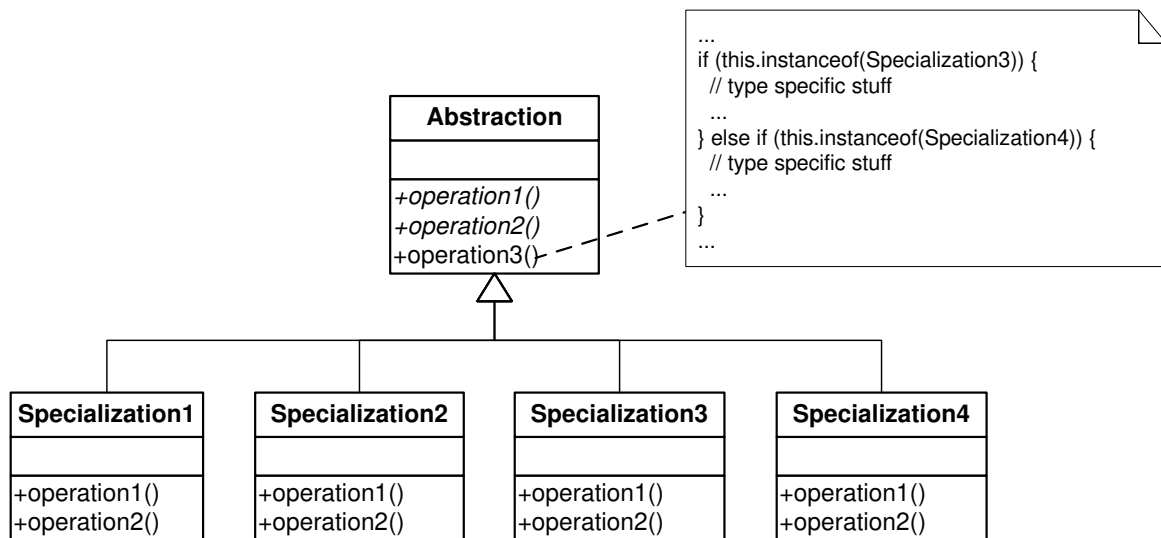 ...
if (this.instanceof(Specialization3)) {
// type specific stuff
...
} else if (this.instanceof(Specialization4)) {
// type specific stuff
...
}
...
Abstraction
+operation1()
+operation2()
+operation3()
Specialization1
+operation1()
+operation2()
Specialization2
+operation1()
+operation2()
Specialization3
+operation1()
+operation2()
Specialization4
+operation1()
+operation2()